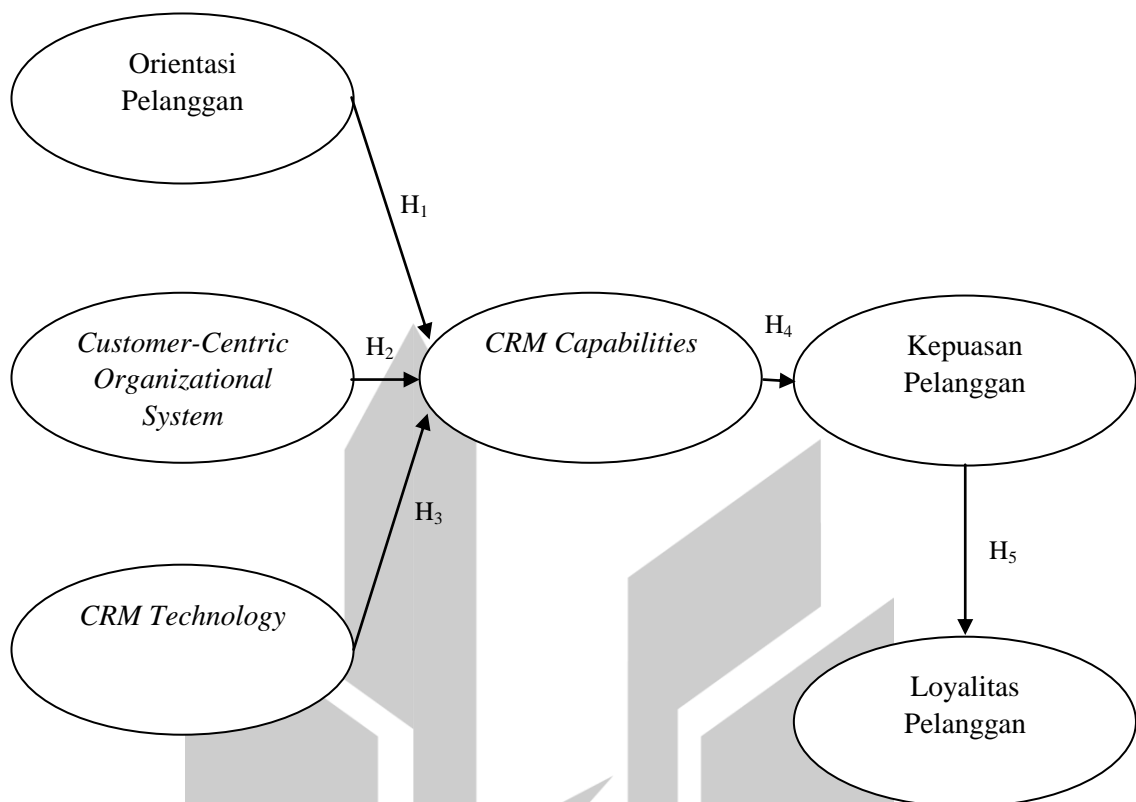 Orientasi
Pelanggan
H₁
Customer-Centric
Organizational
System
H₂
CRM Capabilities
H₄
Kepuasan
Pelanggan
H₃
CRM Technology
H₅
Loyalitas
Pelanggan